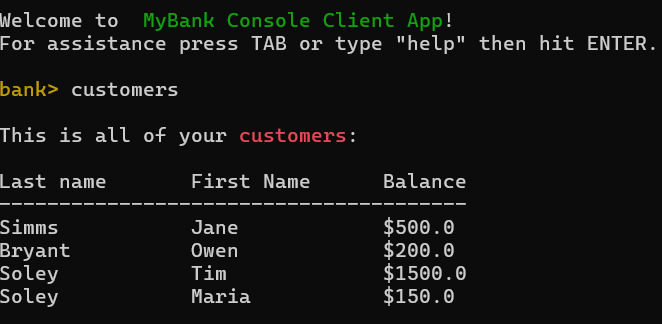 Welcome to  MyBank Console Client App!
For assistance press TAB or type "help" then hit ENTER.
bank> customers
This is all of your customers:
Last name       First Name      Balance
---------------------------------------
Simms           Jane            $500.0
Bryant          Owen            $200.0
Soley           Tim             $1500.0
Soley           Maria           $150.0